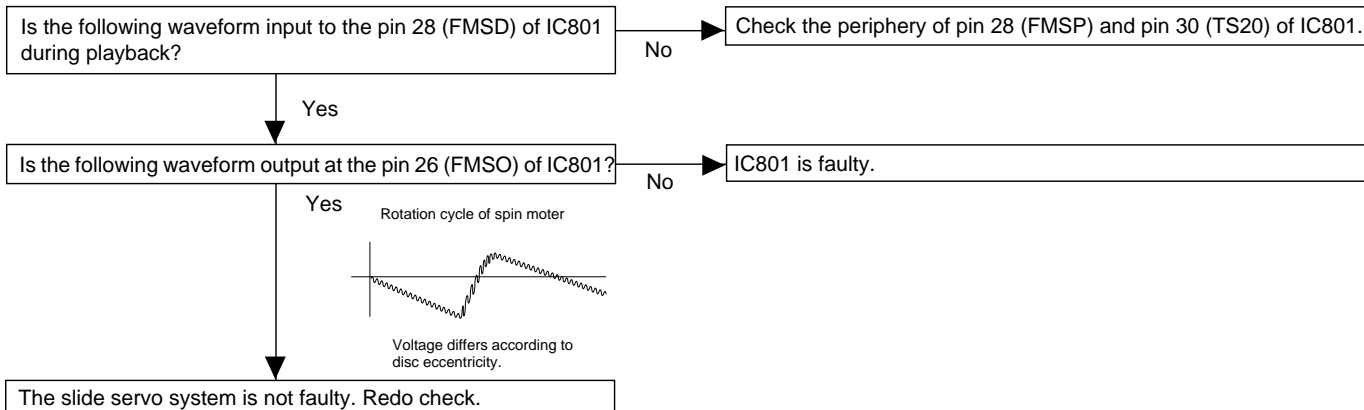 Is the following waveform input to the pin 28 (FMSD) of IC801
during playback?
No
Check the periphery of pin 28 (FMSP) and pin 30 (TS20) of IC801.
Yes
Is the following waveform output at the pin 26 (FMSO) of IC801?
No
IC801 is faulty.
Yes
Rotation cycle of spin moter
Voltage differs according to
disc eccentricity.
The slide servo system is not faulty. Redo check.